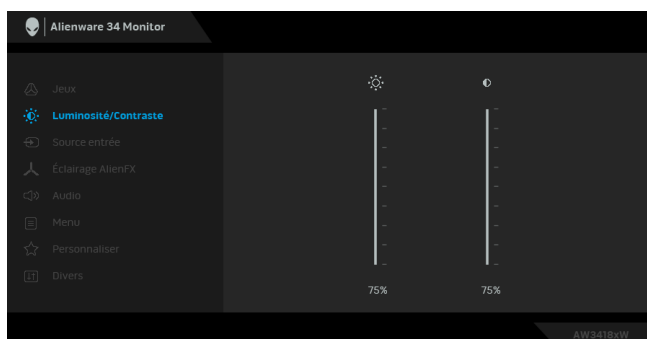 Alienware 34 Monitor
Jeux
Luminosité/Contraste
Source entrée
Éclairage AlienFX
Audio
Menu
Personnaliser
Divers
75% 75%
AW3418xW